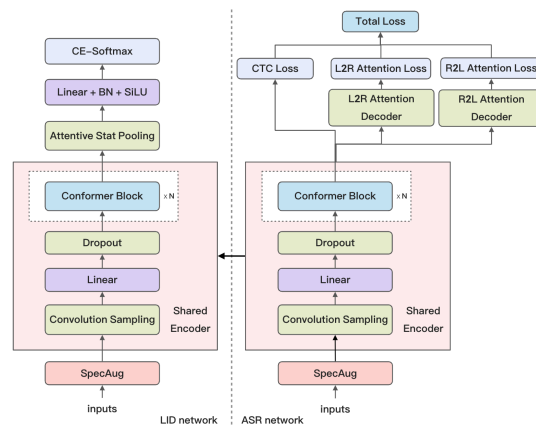 Total Loss
CE-Softmax
CTC Loss
L2R Attention Loss
R2L Attention Loss
Linear + BN + SiLU
L2R Attention
Decoder
R2L Attention
Decoder
Attentive Stat Pooling
Conformer Block
× N
Conformer Block
× N
Dropout
Dropout
Linear
Linear
Convolution Sampling
Shared
Encoder
Convolution Sampling
Shared
Encoder
SpecAug
SpecAug
inputs
inputs
LID network
ASR network